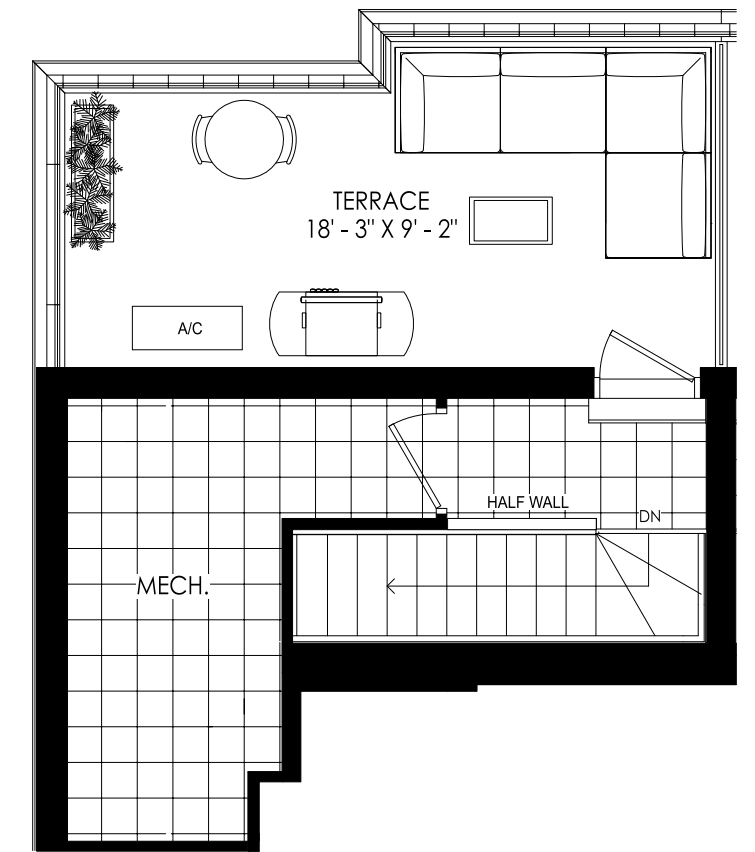 TERRACE
18' - 3" X 9' - 2"
A/C
HALF WALL
DN
MECH.